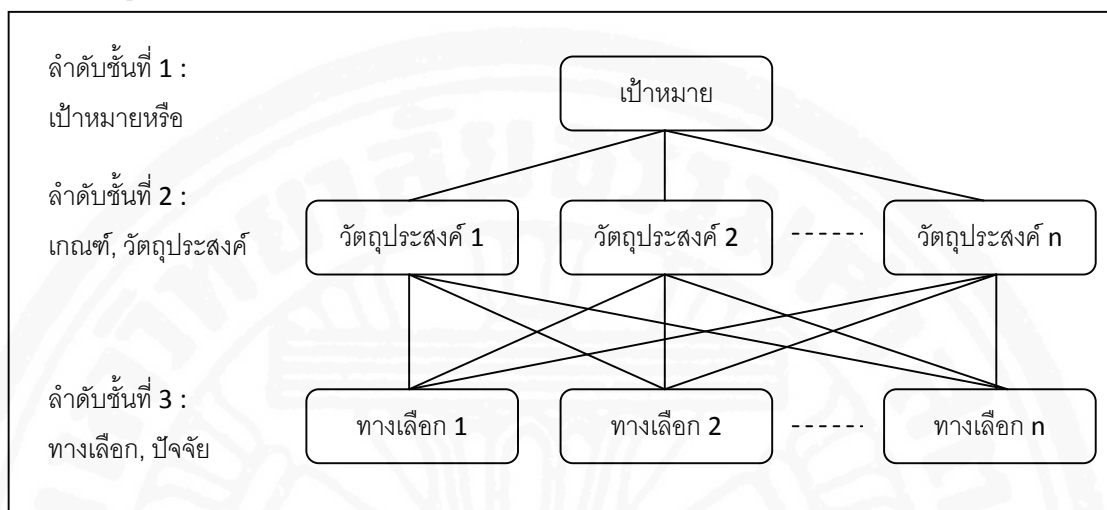 ลำดับชั้นที่ 1 :
เป้าหมายหรือ
เป้าหมาย
ลำดับชั้นที่ 2 :
เกณฑ์, วัตถุประสงค์
วัตถุประสงค์ 1
วัตถุประสงค์ 2
วัตถุประสงค์ n
ลำดับชั้นที่ 3 :
ทางเลือก, ปัจจัย
ทางเลือก 1
ทางเลือก 2
ทางเลือก n